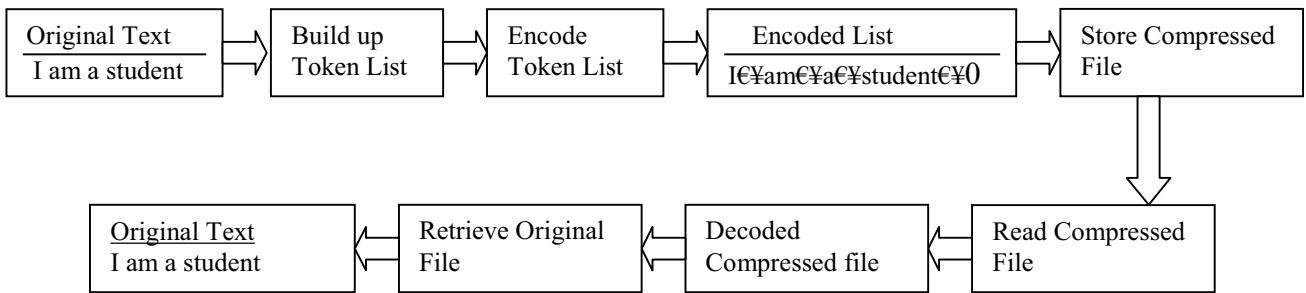 Original Text
I am a student
Build up
Token List
Encode
Token List
Encoded List
I€¥am€¥a€¥student€¥0
Store Compressed
File
Read Compressed
File
Decoded
Compressed file
Retrieve Original
File
Original Text
I am a student